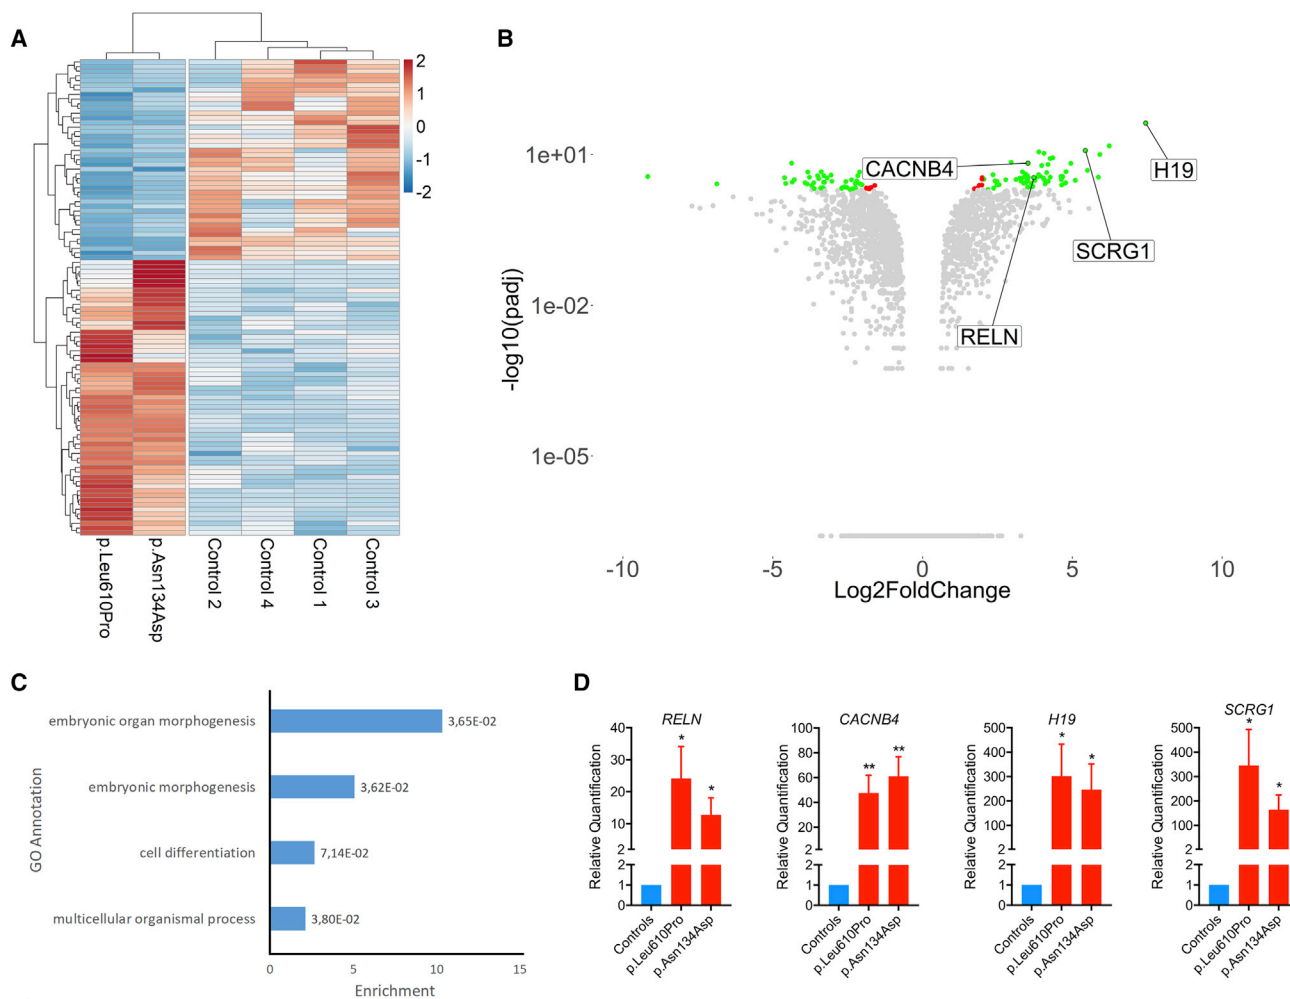 A
2
1
0
-1
-2
p.Leu610Pro
p.Asn134Asp
Control 2
Control 4
Control 1
Control 3
B
-log10(padj)
1e+01
1e-02
1e-05
CACNB4
H19
SCRG1
RELN
-10
-5
0
5
10
Log2FoldChange
C
GO Annotation
embryonic organ morphogenesis
3,65E-02
embryonic morphogenesis
3,62E-02
cell differentiation
7,14E-02
multicellular organismal process
3,80E-02
0
5
10
15
Enrichment
D
RELN
Relative Quantification
40
30
20
10
2
2
1
0
*
*
Controls
p.Leu610Pro
p.Asn134Asp
CACNB4
Relative Quantification
100
80
60
40
20
2
2
1
0
**
**
Controls
p.Leu610Pro
p.Asn134Asp
H19
Relative Quantification
500
400
300
200
100
2
2
1
0
*
*
Controls
p.Leu610Pro
p.Asn134Asp
SCRG1
Relative Quantification
500
400
300
200
100
2
2
1
0
*
*
Controls
p.Leu610Pro
p.Asn134Asp